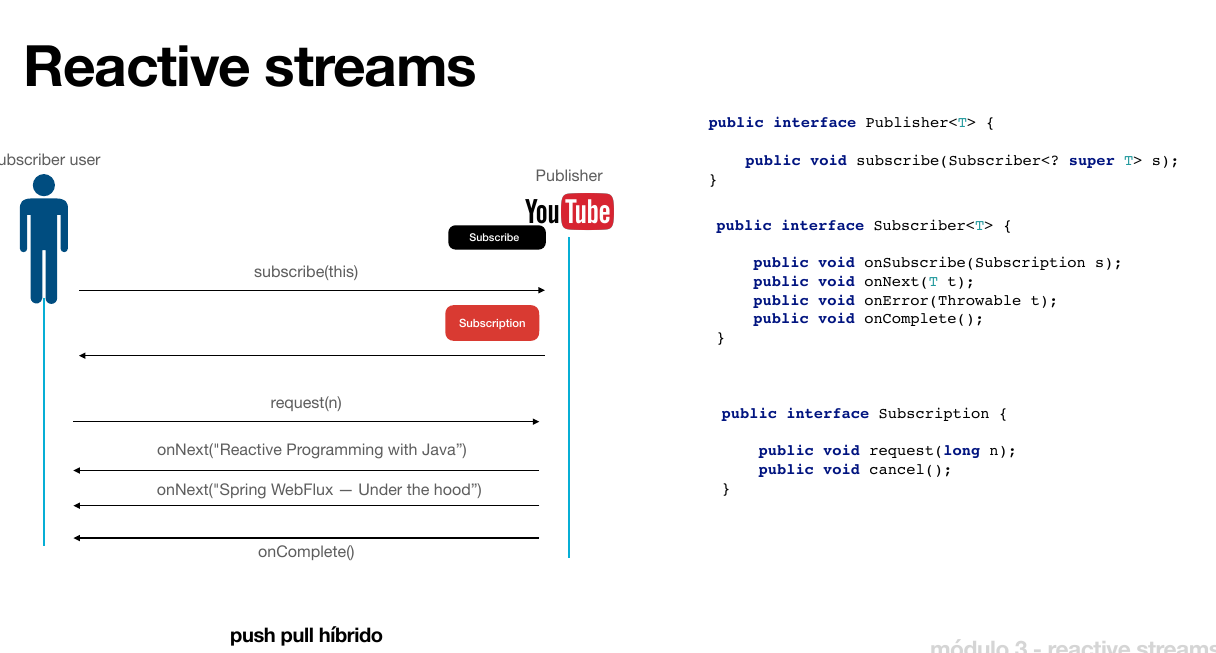 Reactive streams
ubscriber user
Publisher
YouTube
Subscribe
subscribe(this)
Subscription
request(n)
onNext("Reactive Programming with Java”)
onNext("Spring WebFlux — Under the hood”)
onComplete()
push pull híbrido
public interface Publisher<T> {
public void subscribe(Subscriber<? super T> s);
}
public interface Subscriber<T> {
public void onSubscribe(Subscription s);
public void onNext(T t);
public void onError(Throwable t);
public void onComplete();
}
public interface Subscription {
public void request(long n);
public void cancel();
}
módulo 3 - reactive streams